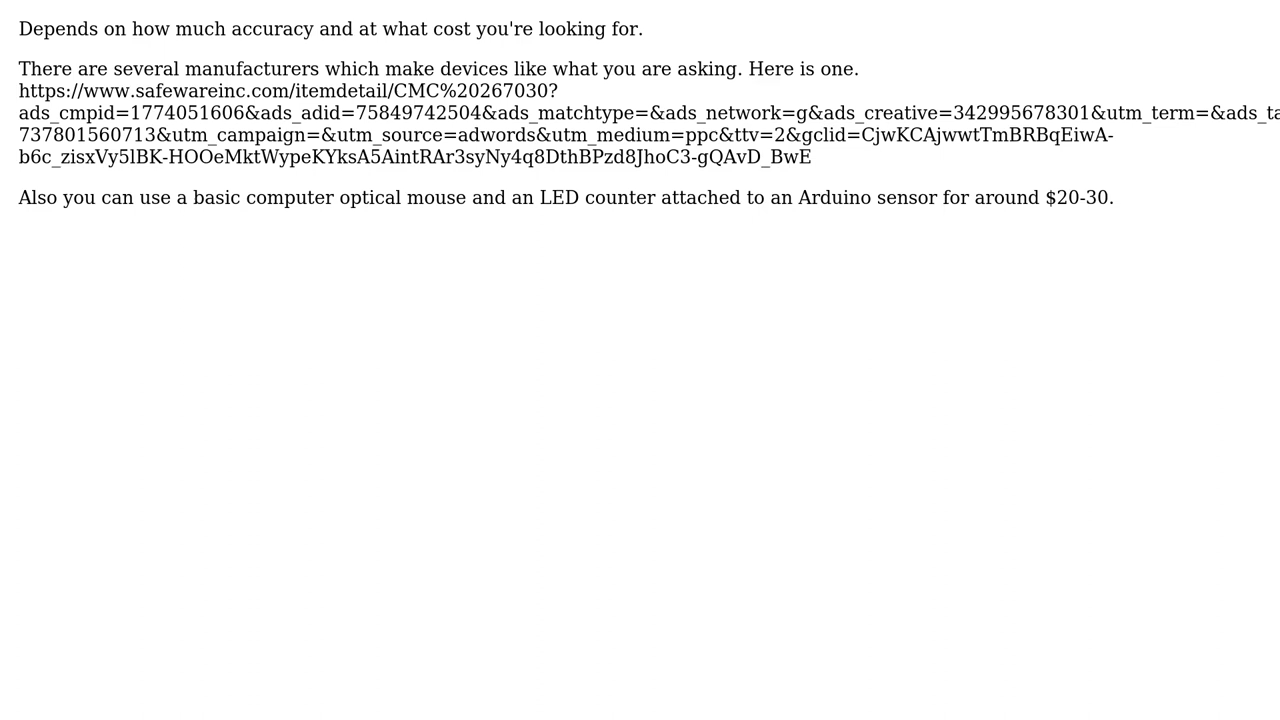 Depends on how much accuracy and at what cost you're looking for.
There are several manufacturers which make devices like what you are asking. Here is one.
https://www.safewareinc.com/itemdetail/CMC%20267030?
ads_cmpid=1774051606&ads_adid=75849742504&ads_matchtype=&ads_network=g&ads_creative=342995678301&utm_term=&ads_ta
737801560713&utm_campaign=&utm_source=adwords&utm_medium=ppc&ttv=2&gclid=CjwKCAjwwtTmBRBqEiwA-
b6c_zisxVy5lBK-HOOeMktWypeKYksA5AintRAr3syNy4q8DthBPzd8JhoC3-gQAvD_BwE
Also you can use a basic computer optical mouse and an LED counter attached to an Arduino sensor for around $20-30.